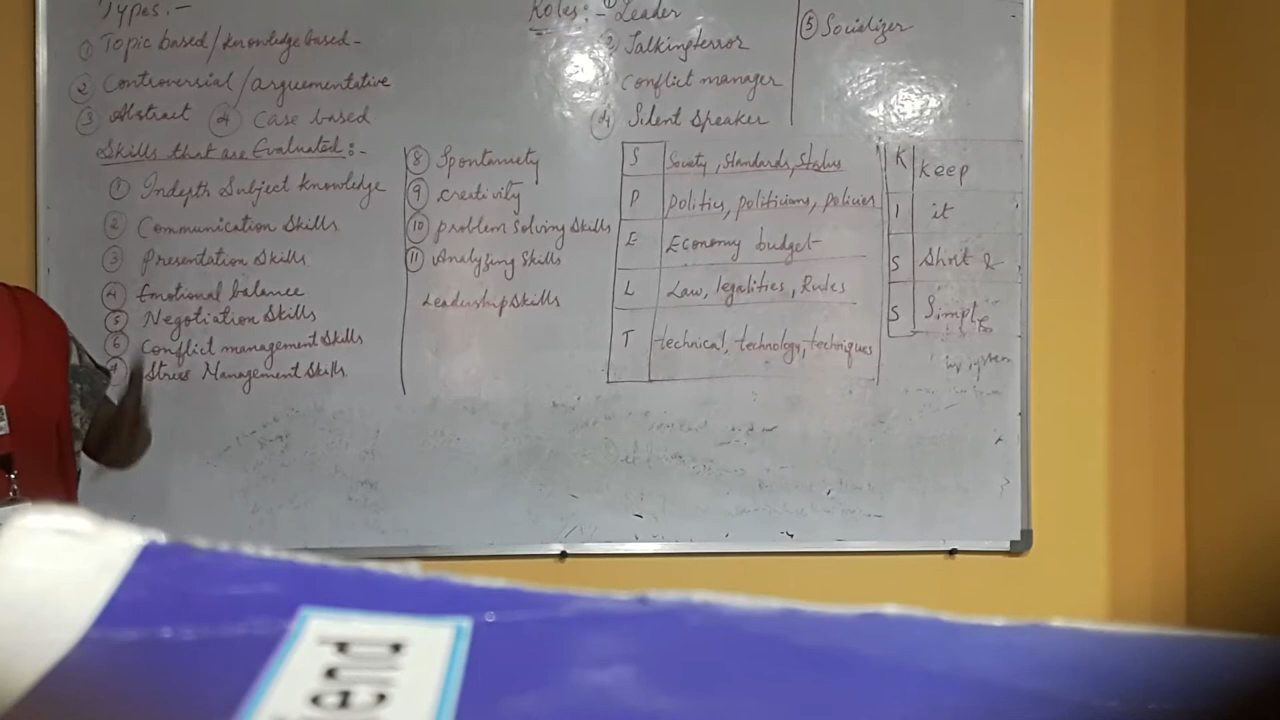 Types:-
① Topic based/knowledge based-
② Controversial/arguementative
③ Abstract ④ Case based
Skills that are Evaluated:-
① Indepth Subject knowledge
② Communication Skills
③ Presentation Skills
④ Emotional balance
⑤ Negotiation Skills
⑥ Conflict management Skills
⑦ Stress Management Skills
⑧ Spontaniety
⑨ creativity
⑩ problem solving Skills
⑪ Analyzing Skills
Leadership Skills
Roles:- ① Leader
② Talking terror
Conflict manager
④ Silent Speaker
⑤ Socializer
S Society, Standards, Status
P politics, politicians, policies
E Economy budget-
L Law, legalities, Rules
T technical, technology, techniques
K keep
I it
S Short &
S Simple
end